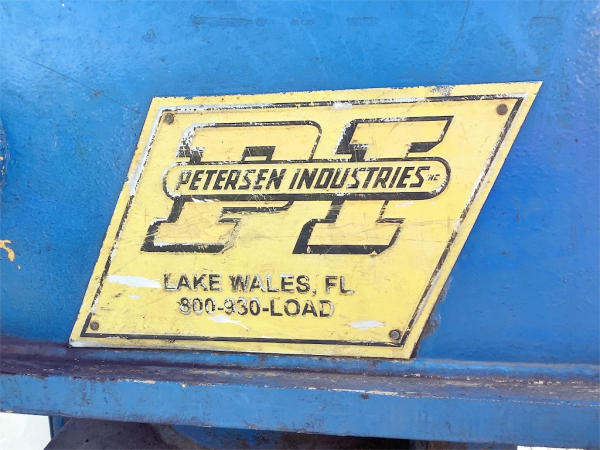 PI
PETERSEN INDUSTRIES INC
LAKE WALES, FL
800-930-LOAD